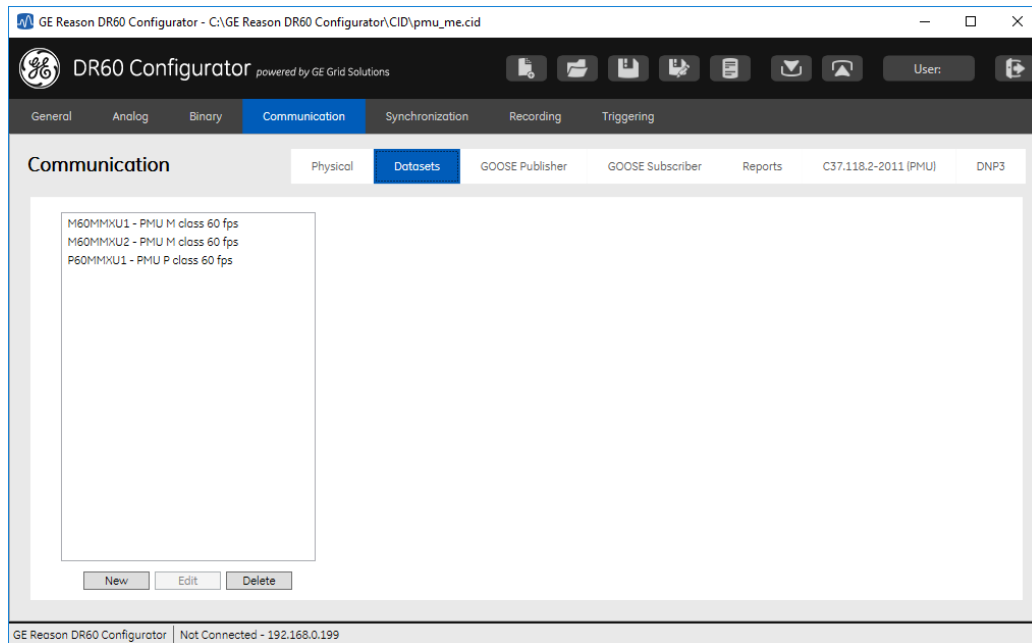 GE Reason DR60 Configurator - C:\GE Reason DR60 Configurator\CID\pmu_me.cid
DR60 Configurator powered by GE Grid Solutions User:
General Analog Binary Communication Synchronization Recording Triggering
Communication Physical Datasets GOOSE Publisher GOOSE Subscriber Reports C37.118.2-2011 (PMU) DNP3
M60MMXU1 - PMU M class 60 fps
M60MMXU2 - PMU M class 60 fps
P60MMXU1 - PMU P class 60 fps
New Edit Delete
GE Reason DR60 Configurator Not Connected - 192.168.0.199